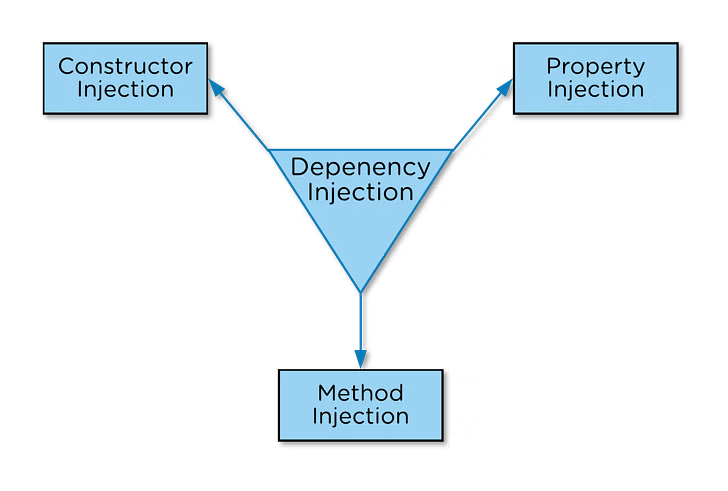 Constructor
Injection
Property
Injection
Depenency
Injection
Method
Injection